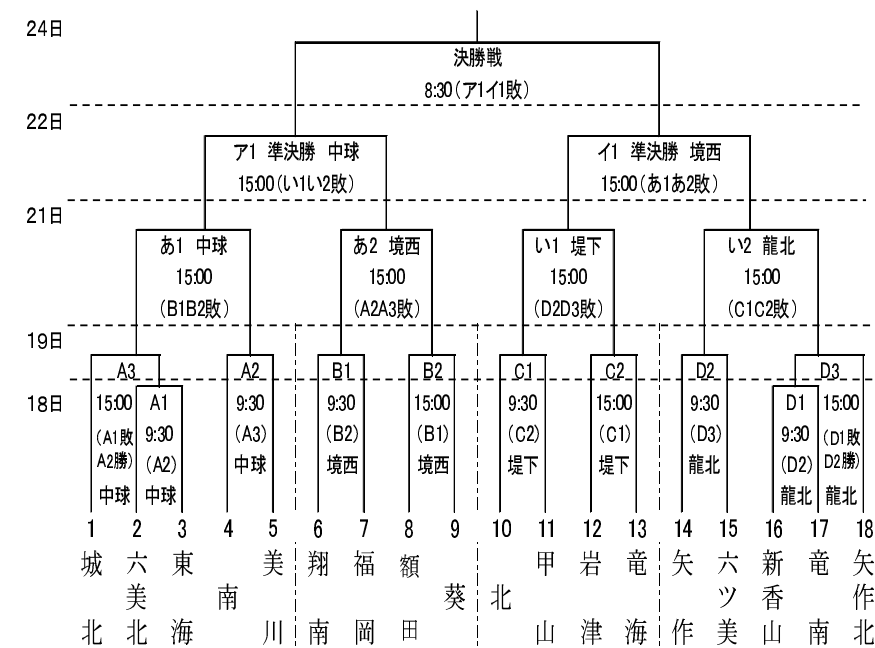 24日
決勝戦
8:30(ア1イ1敗)
22日
ア1 準決勝 中球
15:00(い1い2敗)
イ1 準決勝 境西
15:00(あ1あ2敗)
21日
あ1 中球
15:00
(B1B2敗)
あ2 境西
15:00
(A2A3敗)
い1 堤下
15:00
(D2D3敗)
い2 龍北
15:00
(C1C2敗)
19日
A3
A2
B1
B2
C1
C2
D2
D3
18日
15:00
(A1敗
A2勝)
中球
A1
9:30
(A2)
中球
9:30
(A3)
中球
9:30
(B2)
境西
15:00
(B1)
境西
9:30
(C2)
堤下
15:00
(C1)
堤下
9:30
(D3)
龍北
D1
9:30
(D2)
龍北
15:00
(D1敗
D2勝)
龍北
1 2 3 4 5 6 7 8 9 10 11 12 13 14 15 16 17 18
城北
六美北
東海
南
美川
翔南
福岡
額田
葵
北
甲山
岩津
竜海
矢作
六ツ美
新香山
竜南
矢作北